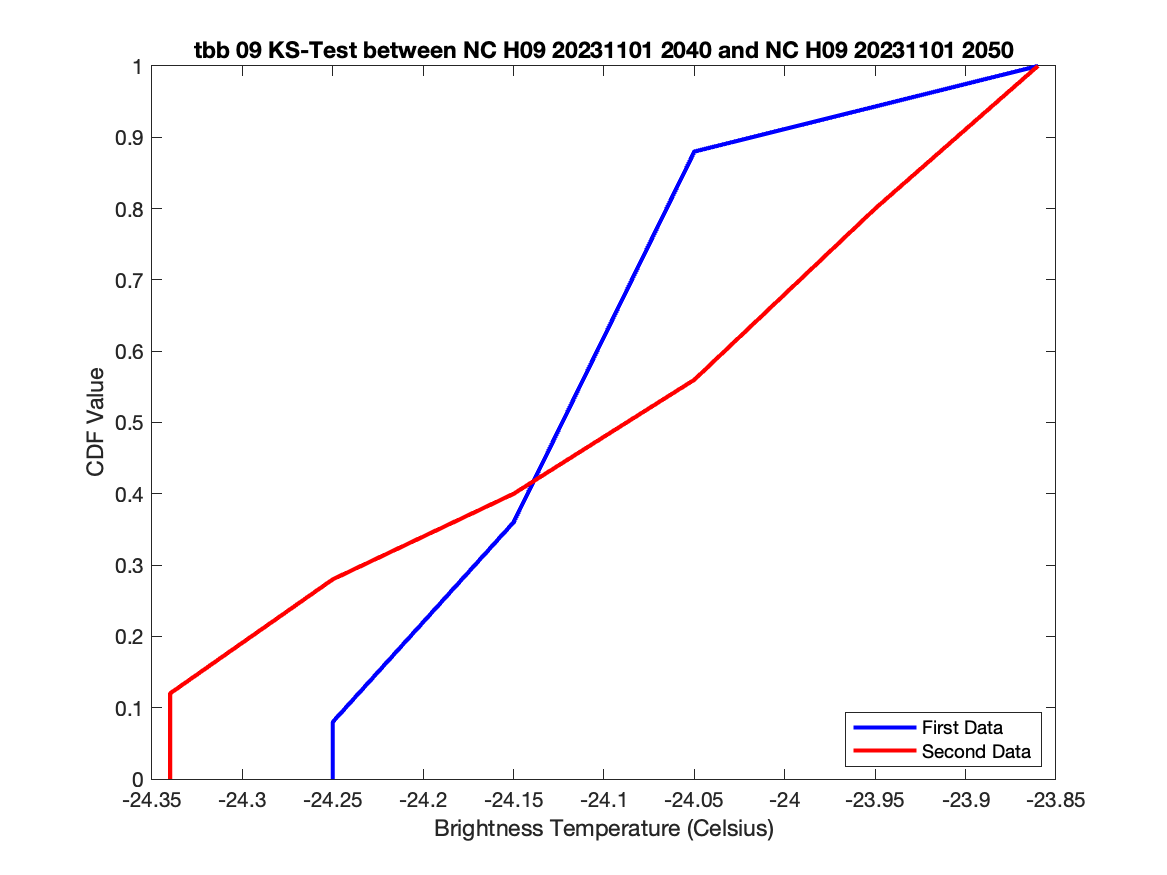 tbb 09 KS-Test between NC H09 20231101 2040 and NC H09 20231101 2050
1
0.9
0.8
0.7
0.6
0.5
0.4
0.3
0.2
0.1
0
CDF Value
First Data
Second Data
-24.35 -24.3 -24.25 -24.2 -24.15 -24.1 -24.05 -24 -23.95 -23.9 -23.85
Brightness Temperature (Celsius)